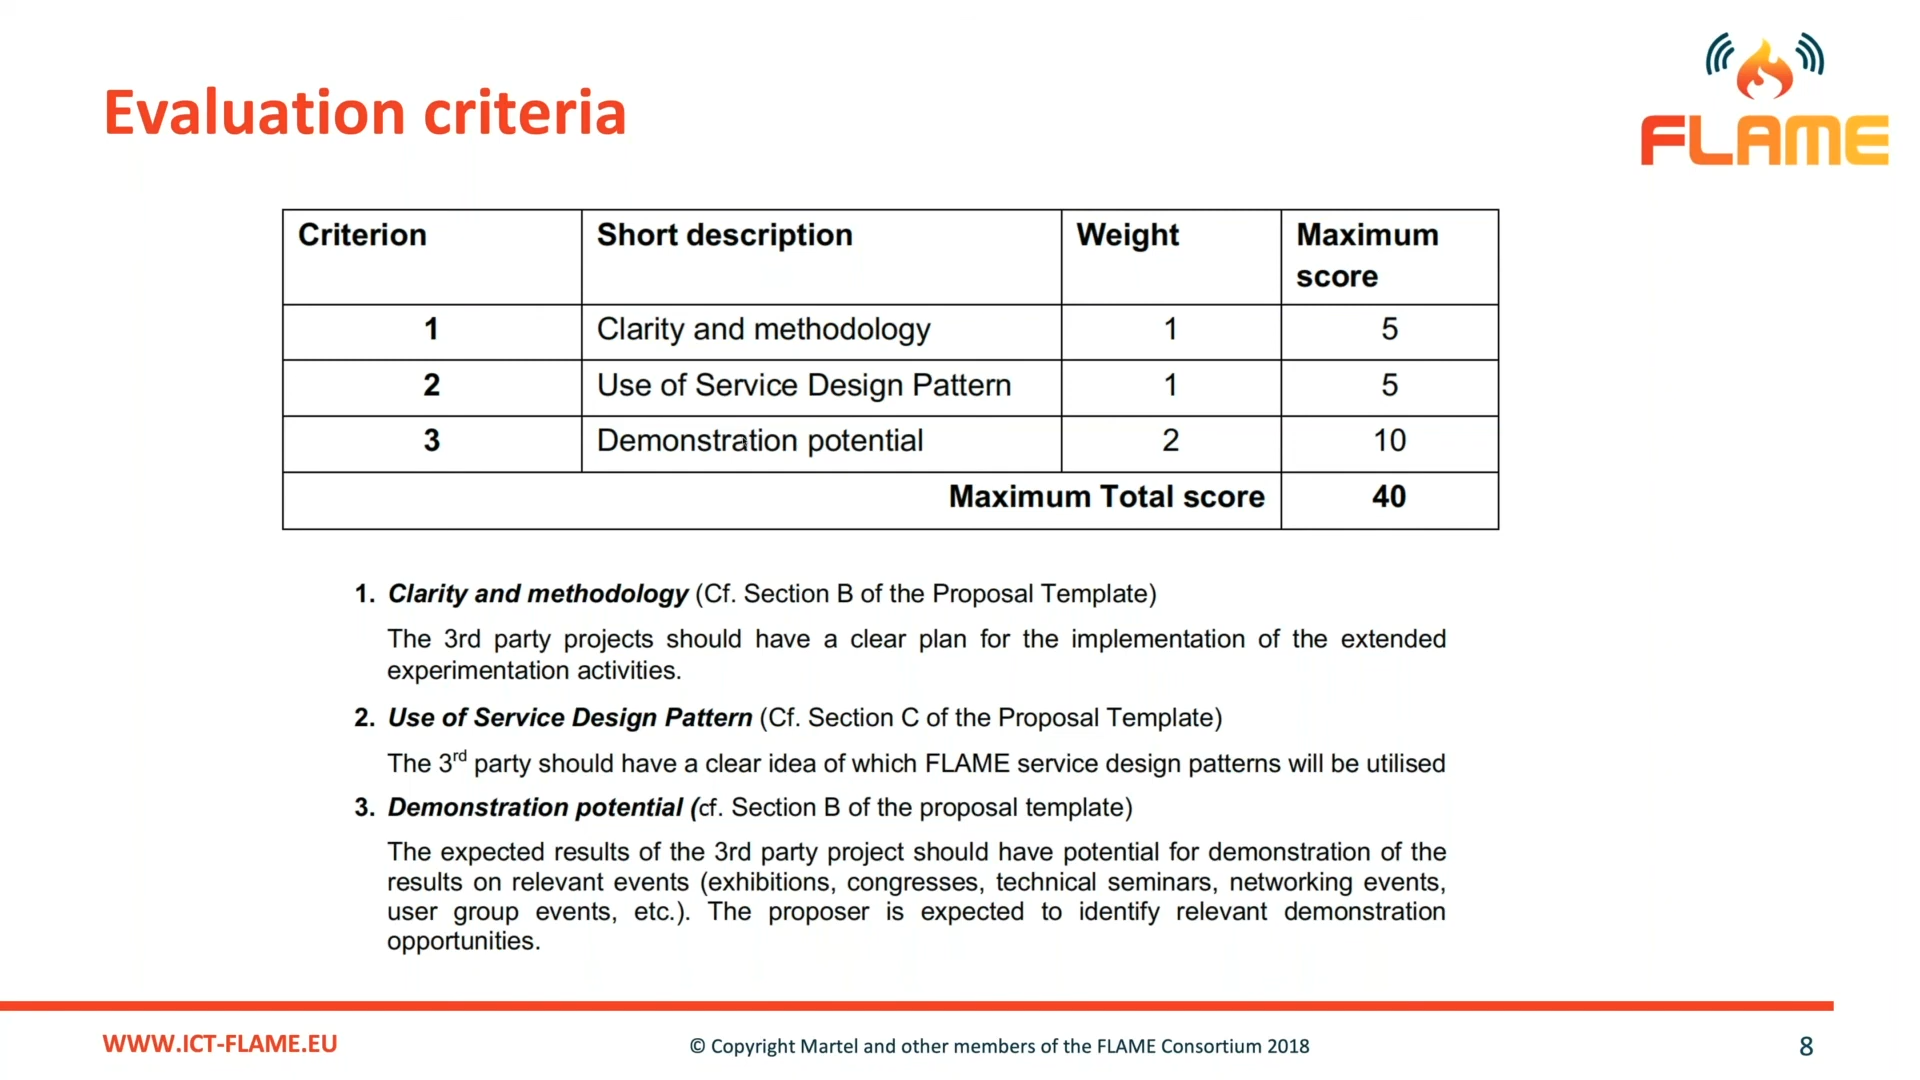 FLAME
Evaluation criteria
Criterion Short description Weight Maximum score
1 Clarity and methodology 1 5
2 Use of Service Design Pattern 1 5
3 Demonstration potential 2 10
Maximum Total score 40
1. Clarity and methodology (Cf. Section B of the Proposal Template)
The 3rd party projects should have a clear plan for the implementation of the extended
experimentation activities.
2. Use of Service Design Pattern (Cf. Section C of the Proposal Template)
The 3rd party should have a clear idea of which FLAME service design patterns will be utilised
3. Demonstration potential (cf. Section B of the proposal template)
The expected results of the 3rd party project should have potential for demonstration of the
results on relevant events (exhibitions, congresses, technical seminars, networking events,
user group events, etc.). The proposer is expected to identify relevant demonstration
opportunities.
WWW.ICT-FLAME.EU
© Copyright Martel and other members of the FLAME Consortium 2018
8